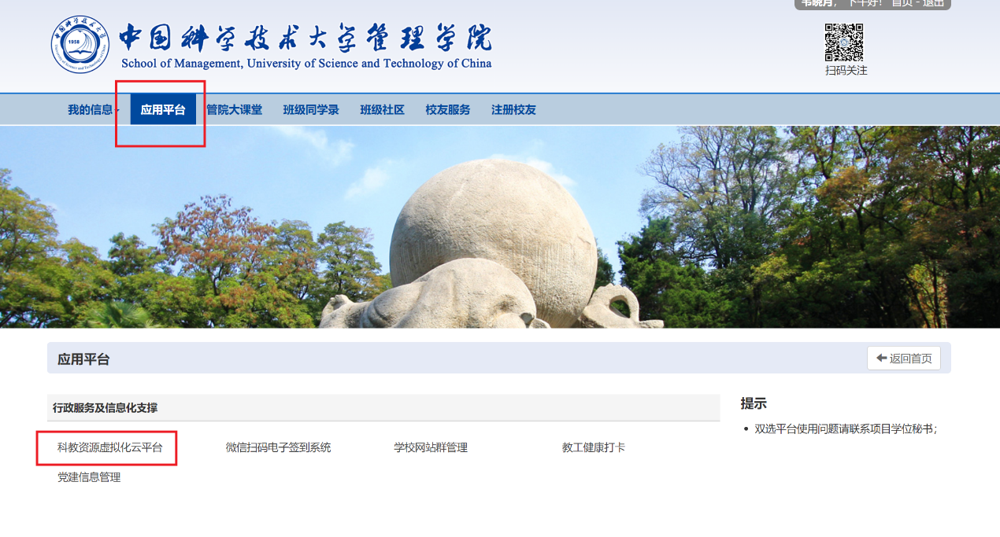 韦晓月， 下午好！ 首页 - 退出
中国科学技术大学管理学院
School of Management, University of Science and Technology of China
1958
扫码关注
我的信息 应用平台 管院大课堂 班级同学录 班级社区 校友服务 注册校友
应用平台
返回首页
行政服务及信息化支撑
科教资源虚拟化云平台 微信扫码电子签到系统 学校网站群管理 教工健康打卡
党建信息管理
提示
双选平台使用问题请联系项目学位秘书；